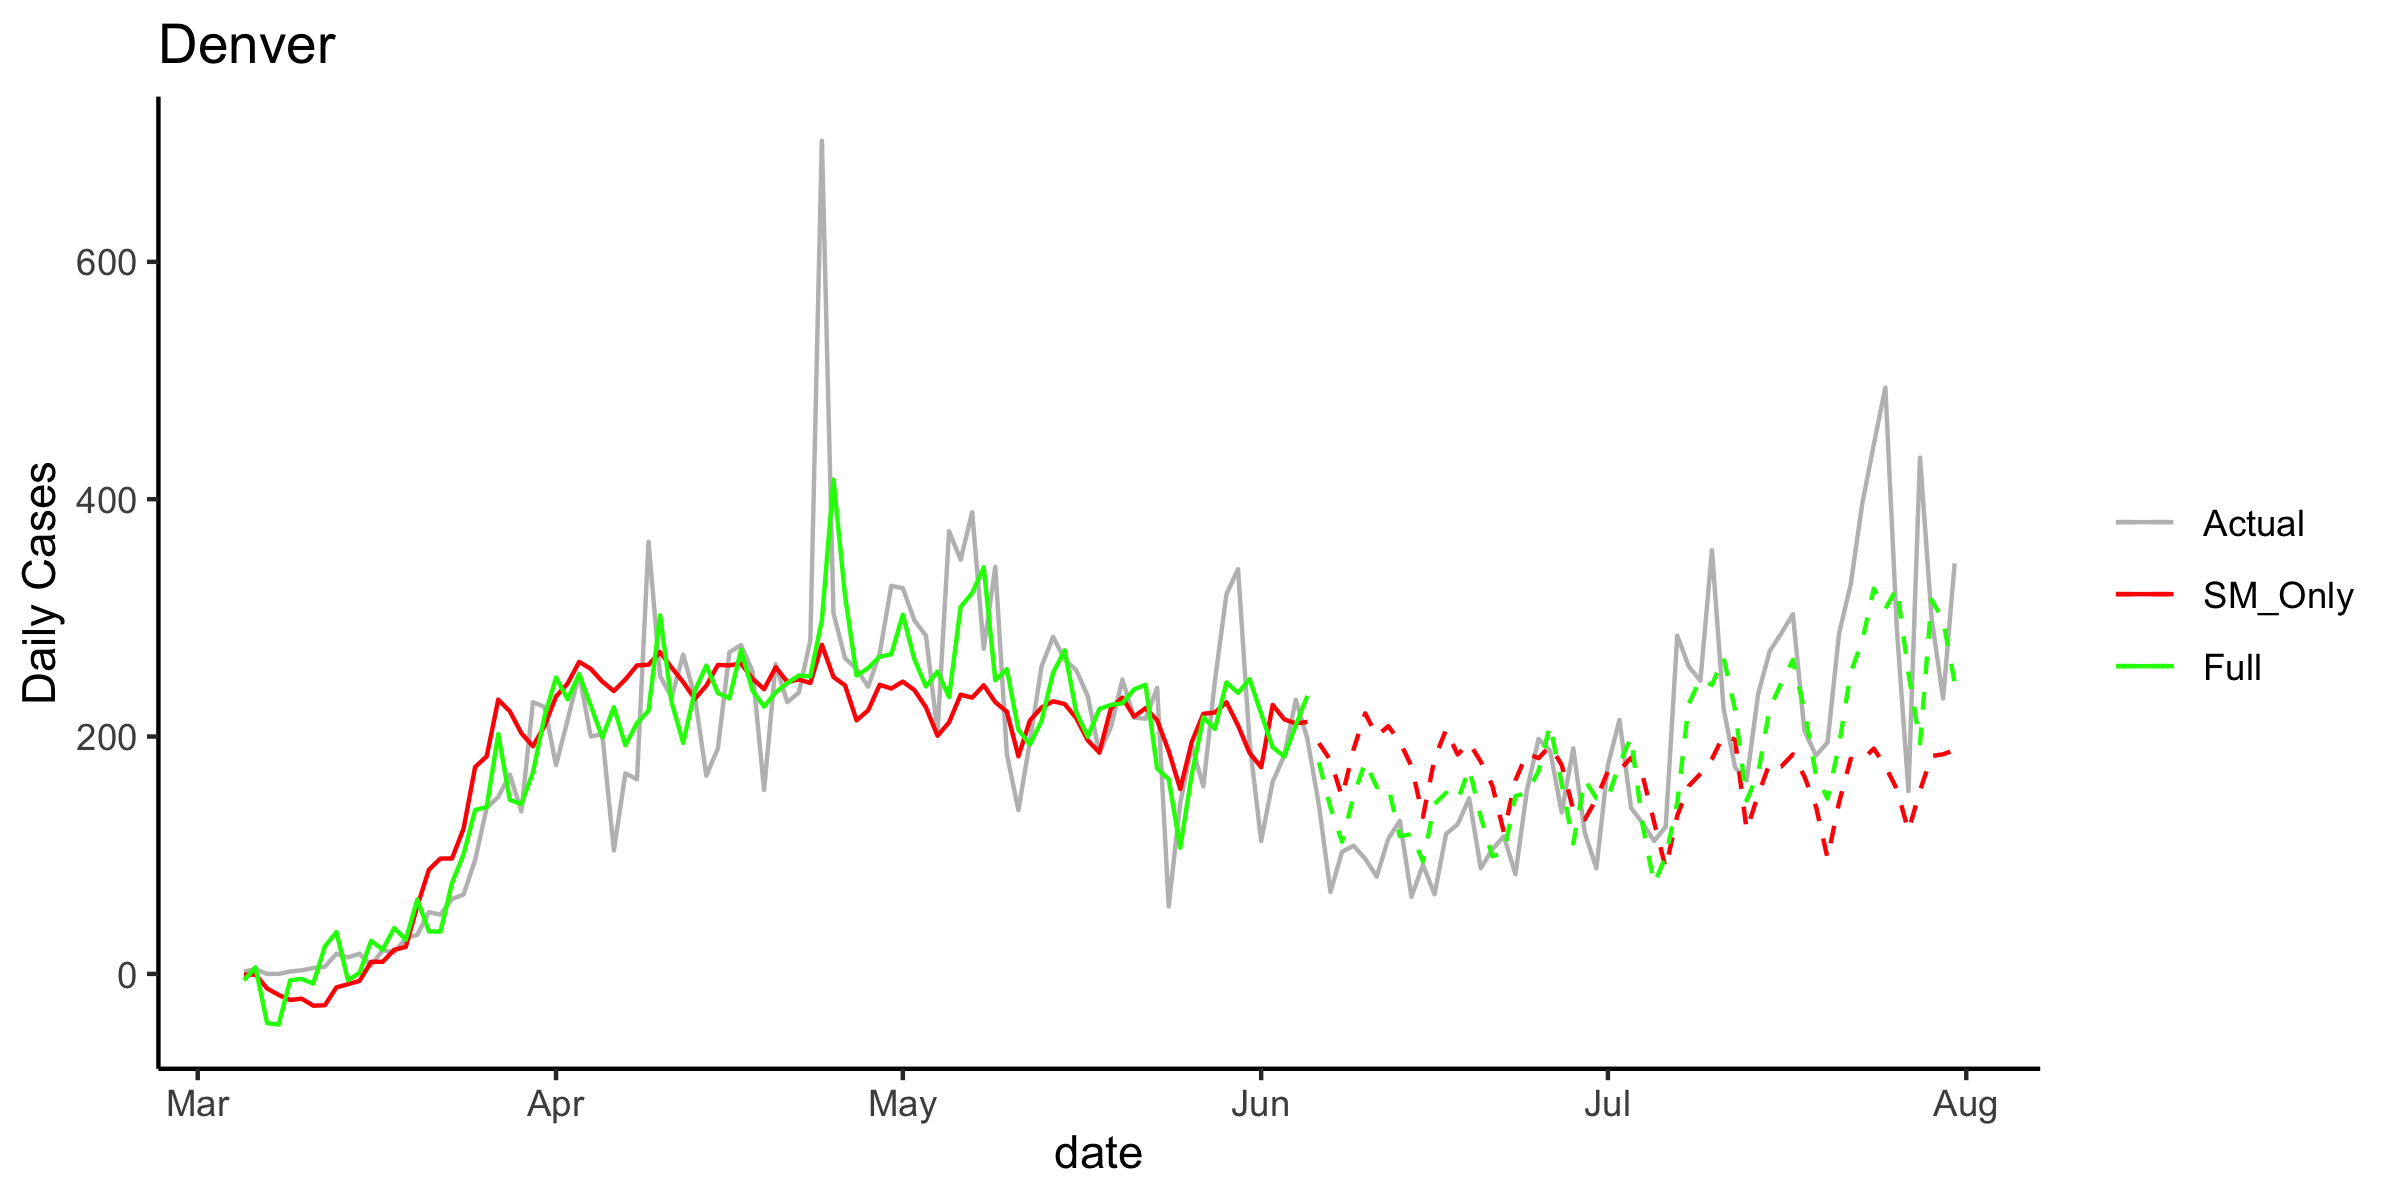 Denver
Daily Cases
600
400
200
0
Mar
Apr
May
Jun
Jul
Aug
date
Actual
SM_Only
Full